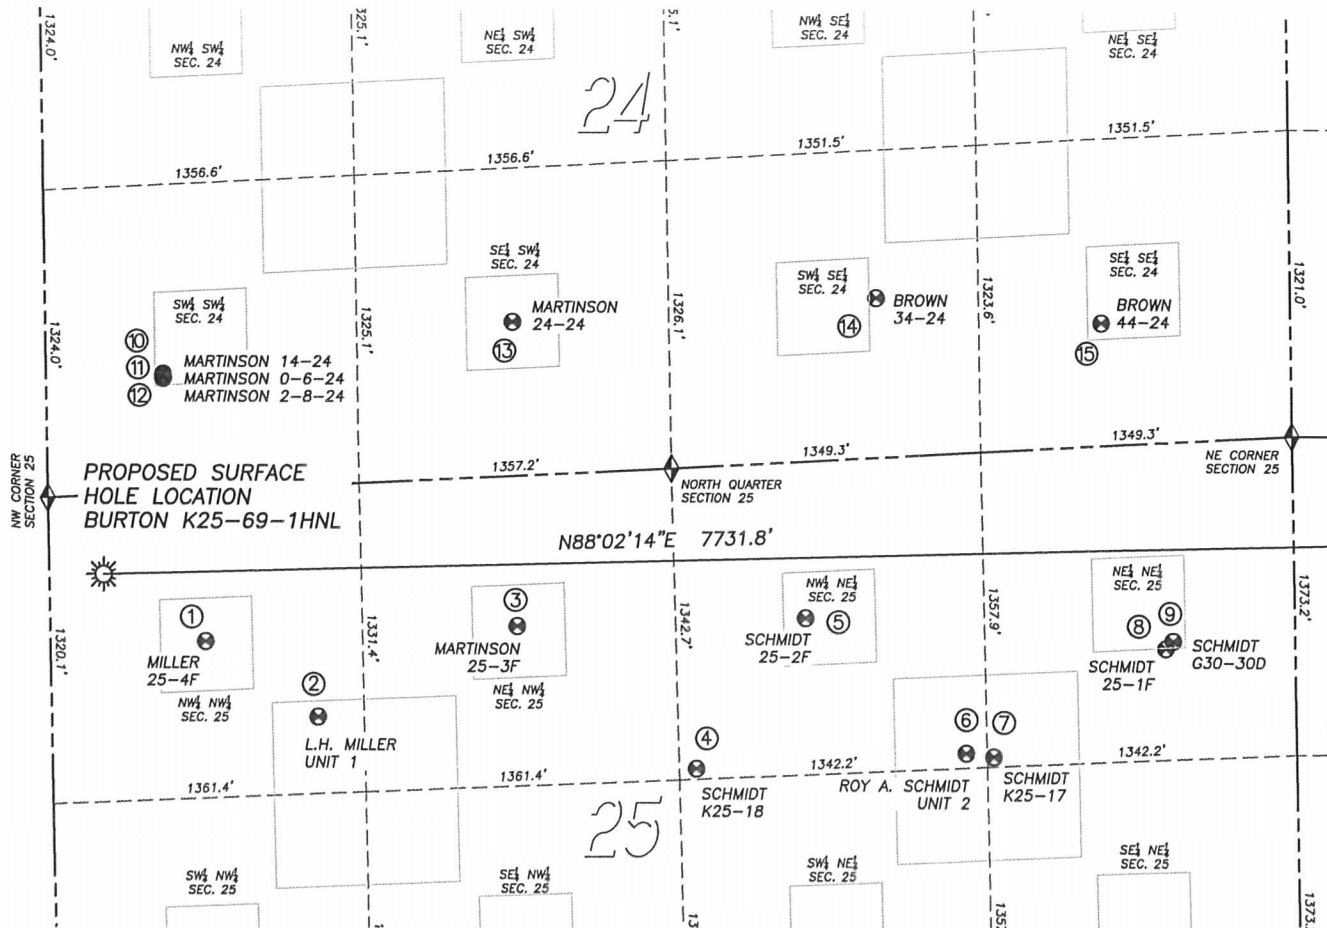 1324.0'
325.1'
5.1'
NW¼ SW¼
SEC. 24
NE¼ SW¼
SEC. 24
NW¼ SE¼
SEC. 24
NE¼ SE¼
SEC. 24
24
1356.6'
1356.6'
1351.5'
1351.5'
SW¼ SW¼
SEC. 24
SE¼ SW¼
SEC. 24
SW¼ SE¼
SEC. 24
SE¼ SE¼
SEC. 24
1324.0'
1325.1'
1326.1'
1323.6'
1321.0'
10
11
12
MARTINSON 14-24
MARTINSON 0-6-24
MARTINSON 2-8-24
MARTINSON
24-24
13
14
BROWN
34-24
BROWN
44-24
15
NW CORNER
SECTION 25
PROPOSED SURFACE
HOLE LOCATION
BURTON K25-69-1HNL
1357.2'
NORTH QUARTER
SECTION 25
1349.3'
1349.3'
NE CORNER
SECTION 25
N88°02'14"E 7731.8'
1320.1'
1331.4'
1342.7'
1357.9'
1373.2'
1
MILLER
25-4F
NW¼ NW¼
SEC. 25
2
L.H. MILLER
UNIT 1
3
MARTINSON
25-3F
NE¼ NW¼
SEC. 25
4
SCHMIDT
K25-18
NW¼ NE¼
SEC. 25
5
SCHMIDT
25-2F
6
7
ROY A. SCHMIDT
UNIT 2
SCHMIDT
K25-17
NE¼ NE¼
SEC. 25
8
9
SCHMIDT
25-1F
SCHMIDT
G30-30D
1361.4'
1361.4'
1342.2'
1342.2'
25
SW¼ NW¼
SEC. 25
SE¼ NW¼
SEC. 25
SW¼ NE¼
SEC. 25
SE¼ NE¼
SEC. 25
1
13
1357
1373.